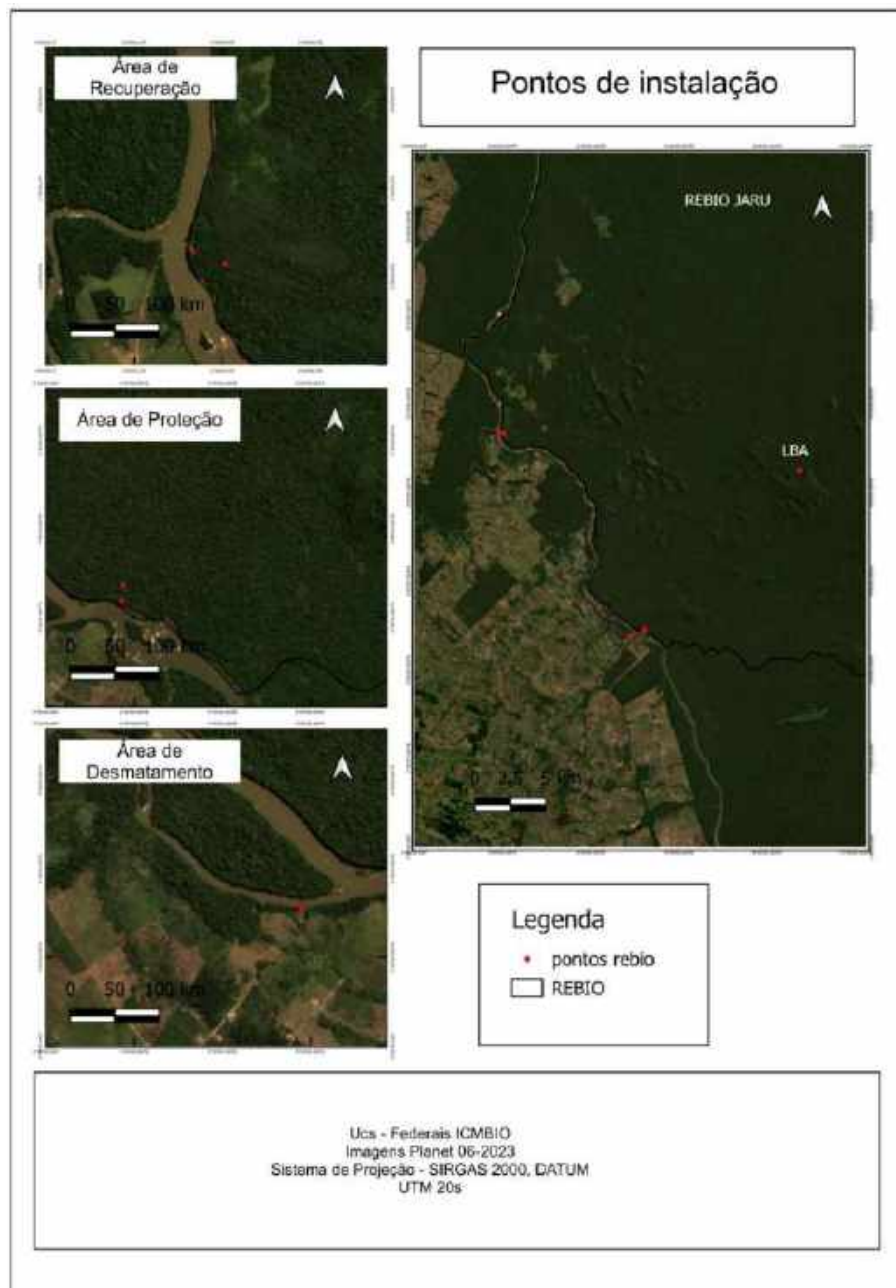 Área de
Recuperação
0 50 100 km
Área de Proteção
0 50 100 km
Área de
Desmatamento
0 50 100 km
Pontos de instalação
REBIO JARU
LBA
0 2,5 5 km
Legenda
pontos rebio
REBIO
Ucs - Federais ICMBIO
Imagens Planet 06-2023
Sistema de Projeção - SIRGAS 2000, DATUM
UTM 20s